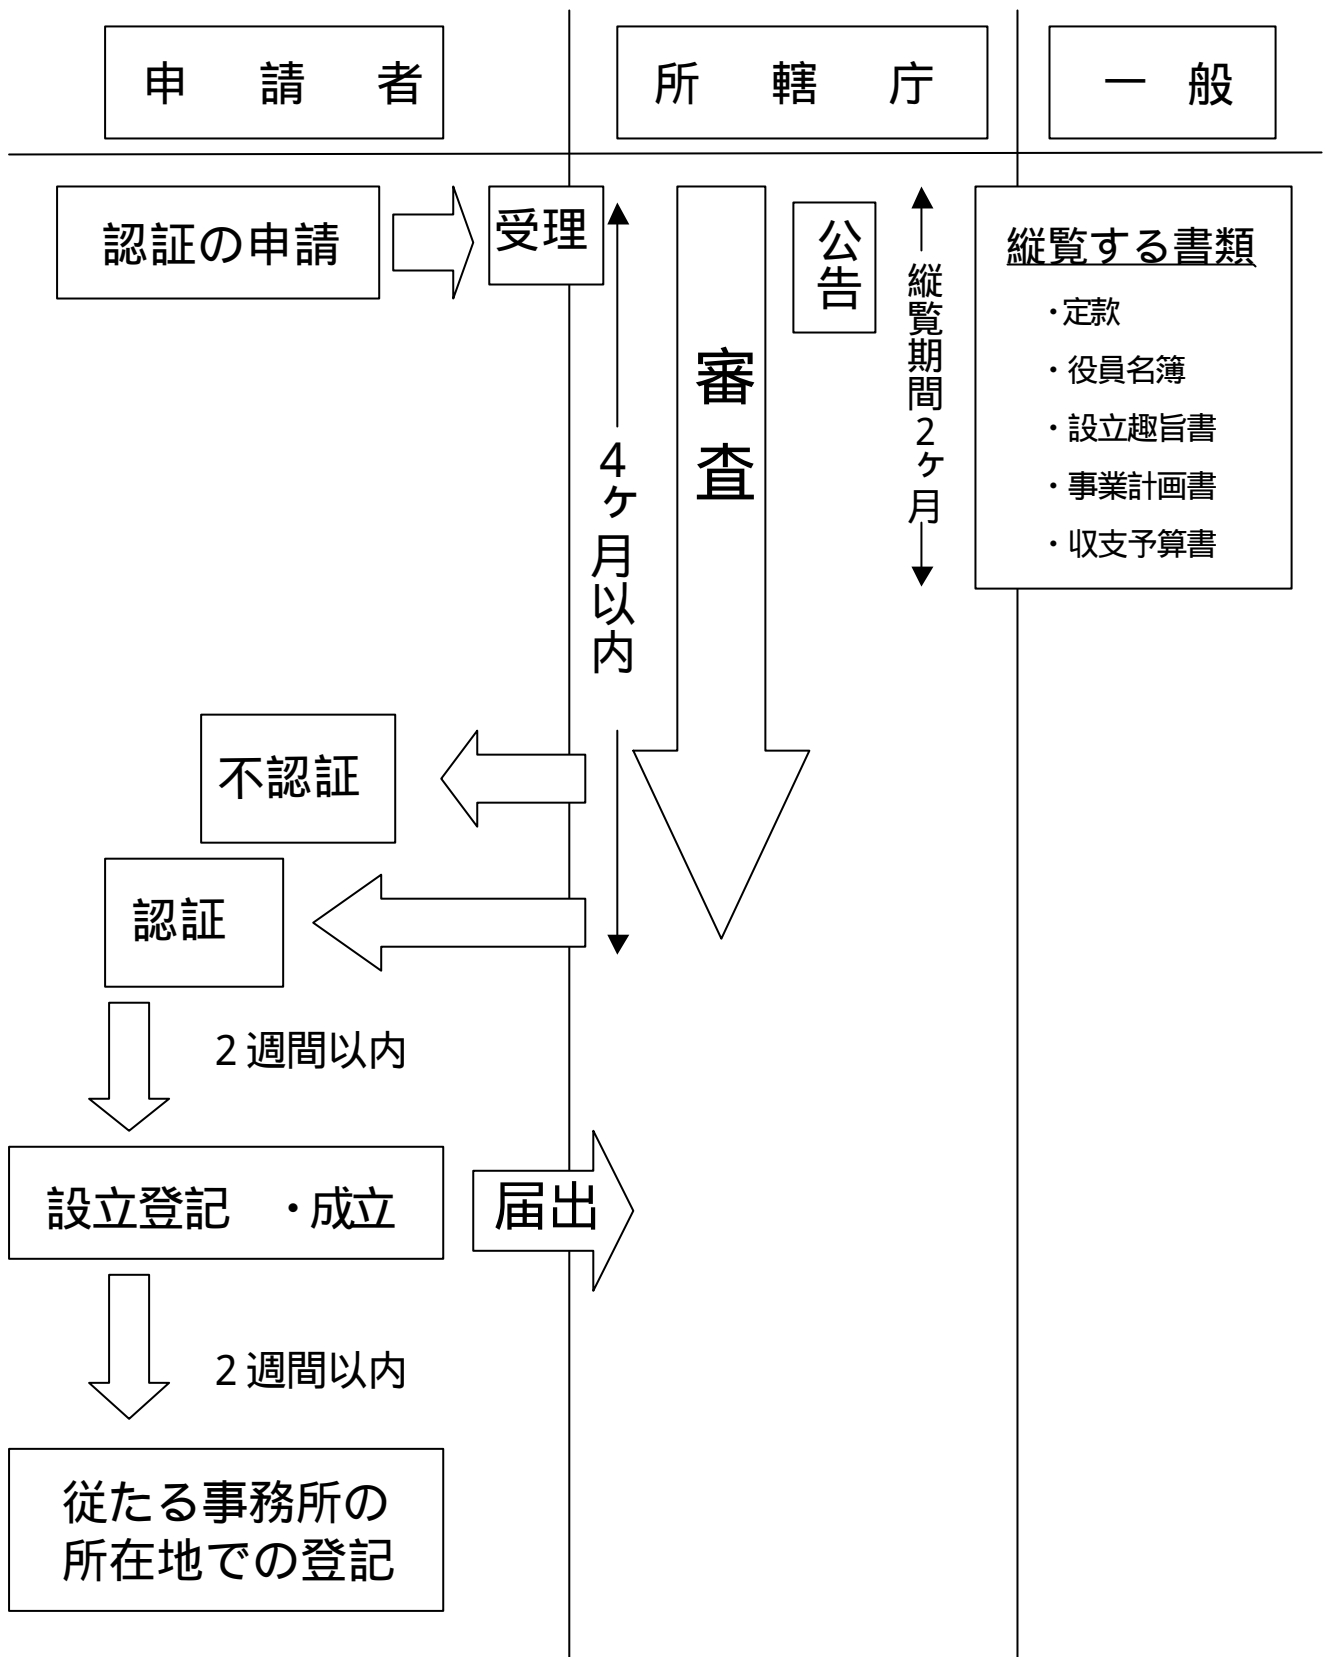 申　請　者
所　轄　庁
一　般
認証の申請
受理
公告
審査
4ヶ月以内
縦覧期間2ヶ月
縦覧する書類
・定款
・役員名簿
・設立趣旨書
・事業計画書
・収支予算書
不認証
認証
2週間以内
設立登記　・成立
届出
2週間以内
従たる事務所の
所在地での登記